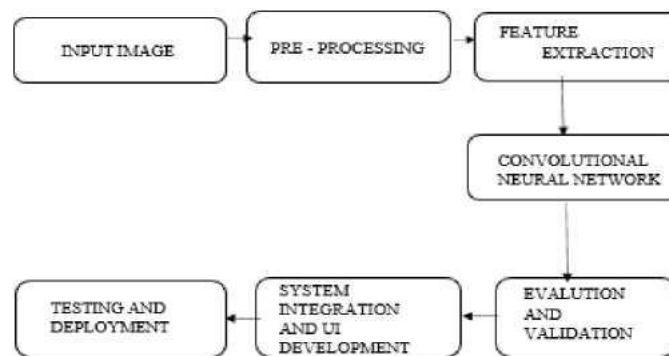 INPUT IMAGE
PRE - PROCESSING
FEATURE
EXTRACTION
CONVOLUTIONAL
NEURAL NETWORK
EVALUTION
AND
VALIDATION
SYSTEM
INTEGRATION
AND UI
DEVELOPMENT
TESTING AND
DEPLOYMENT